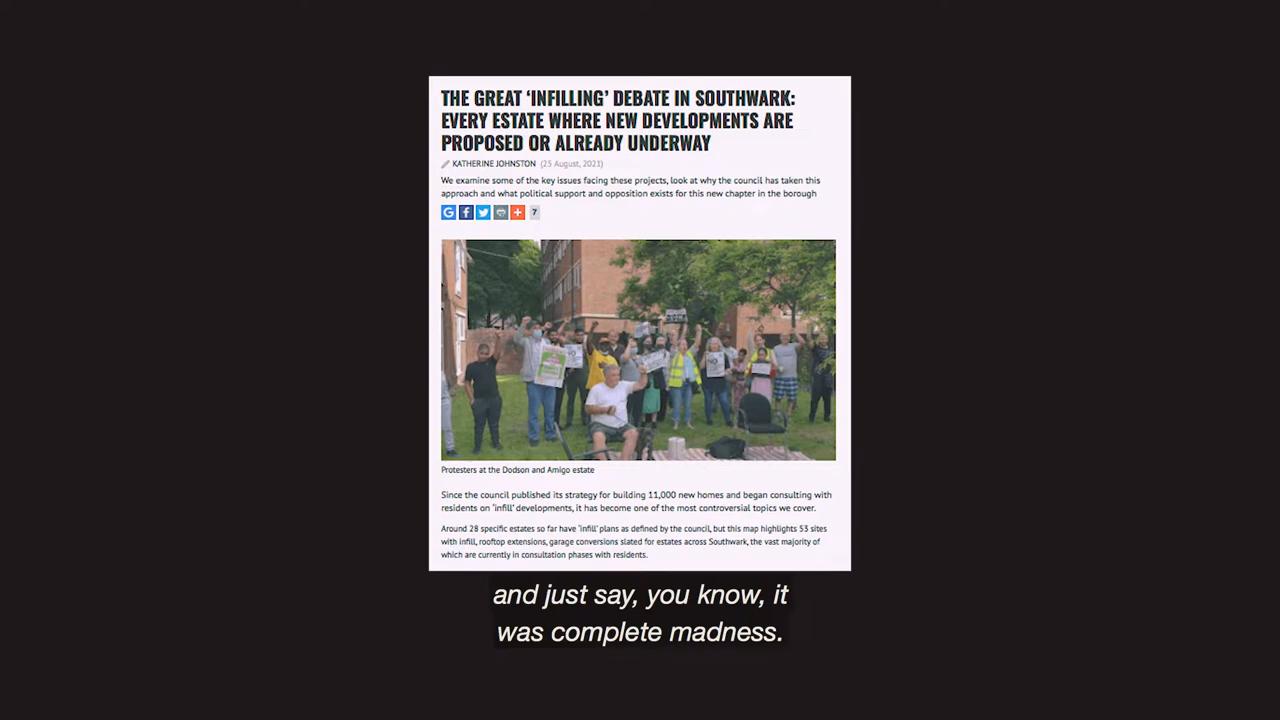 THE GREAT ‘INFILLING’ DEBATE IN SOUTHWARK:
EVERY ESTATE WHERE NEW DEVELOPMENTS ARE
PROPOSED OR ALREADY UNDERWAY
KATHERINE JOHNSTON (25 August, 2021)
We examine some of the key issues facing these projects, look at why the council has taken this
approach and what political support and opposition exists for this new chapter in the borough
7
Protesters at the Dodson and Amigo estate
Since the council published its strategy for building 11,000 new homes and began consulting with
residents on ‘infill’ developments, it has become one of the most controversial topics we cover.
Around 28 specific estates so far have ‘infill’ plans as defined by the council, but this map highlights 53 sites
with infill, rooftop extensions, garage conversions slated for estates across Southwark, the vast majority of
which are currently in consultation phases with residents.
and just say, you know, it
was complete madness.